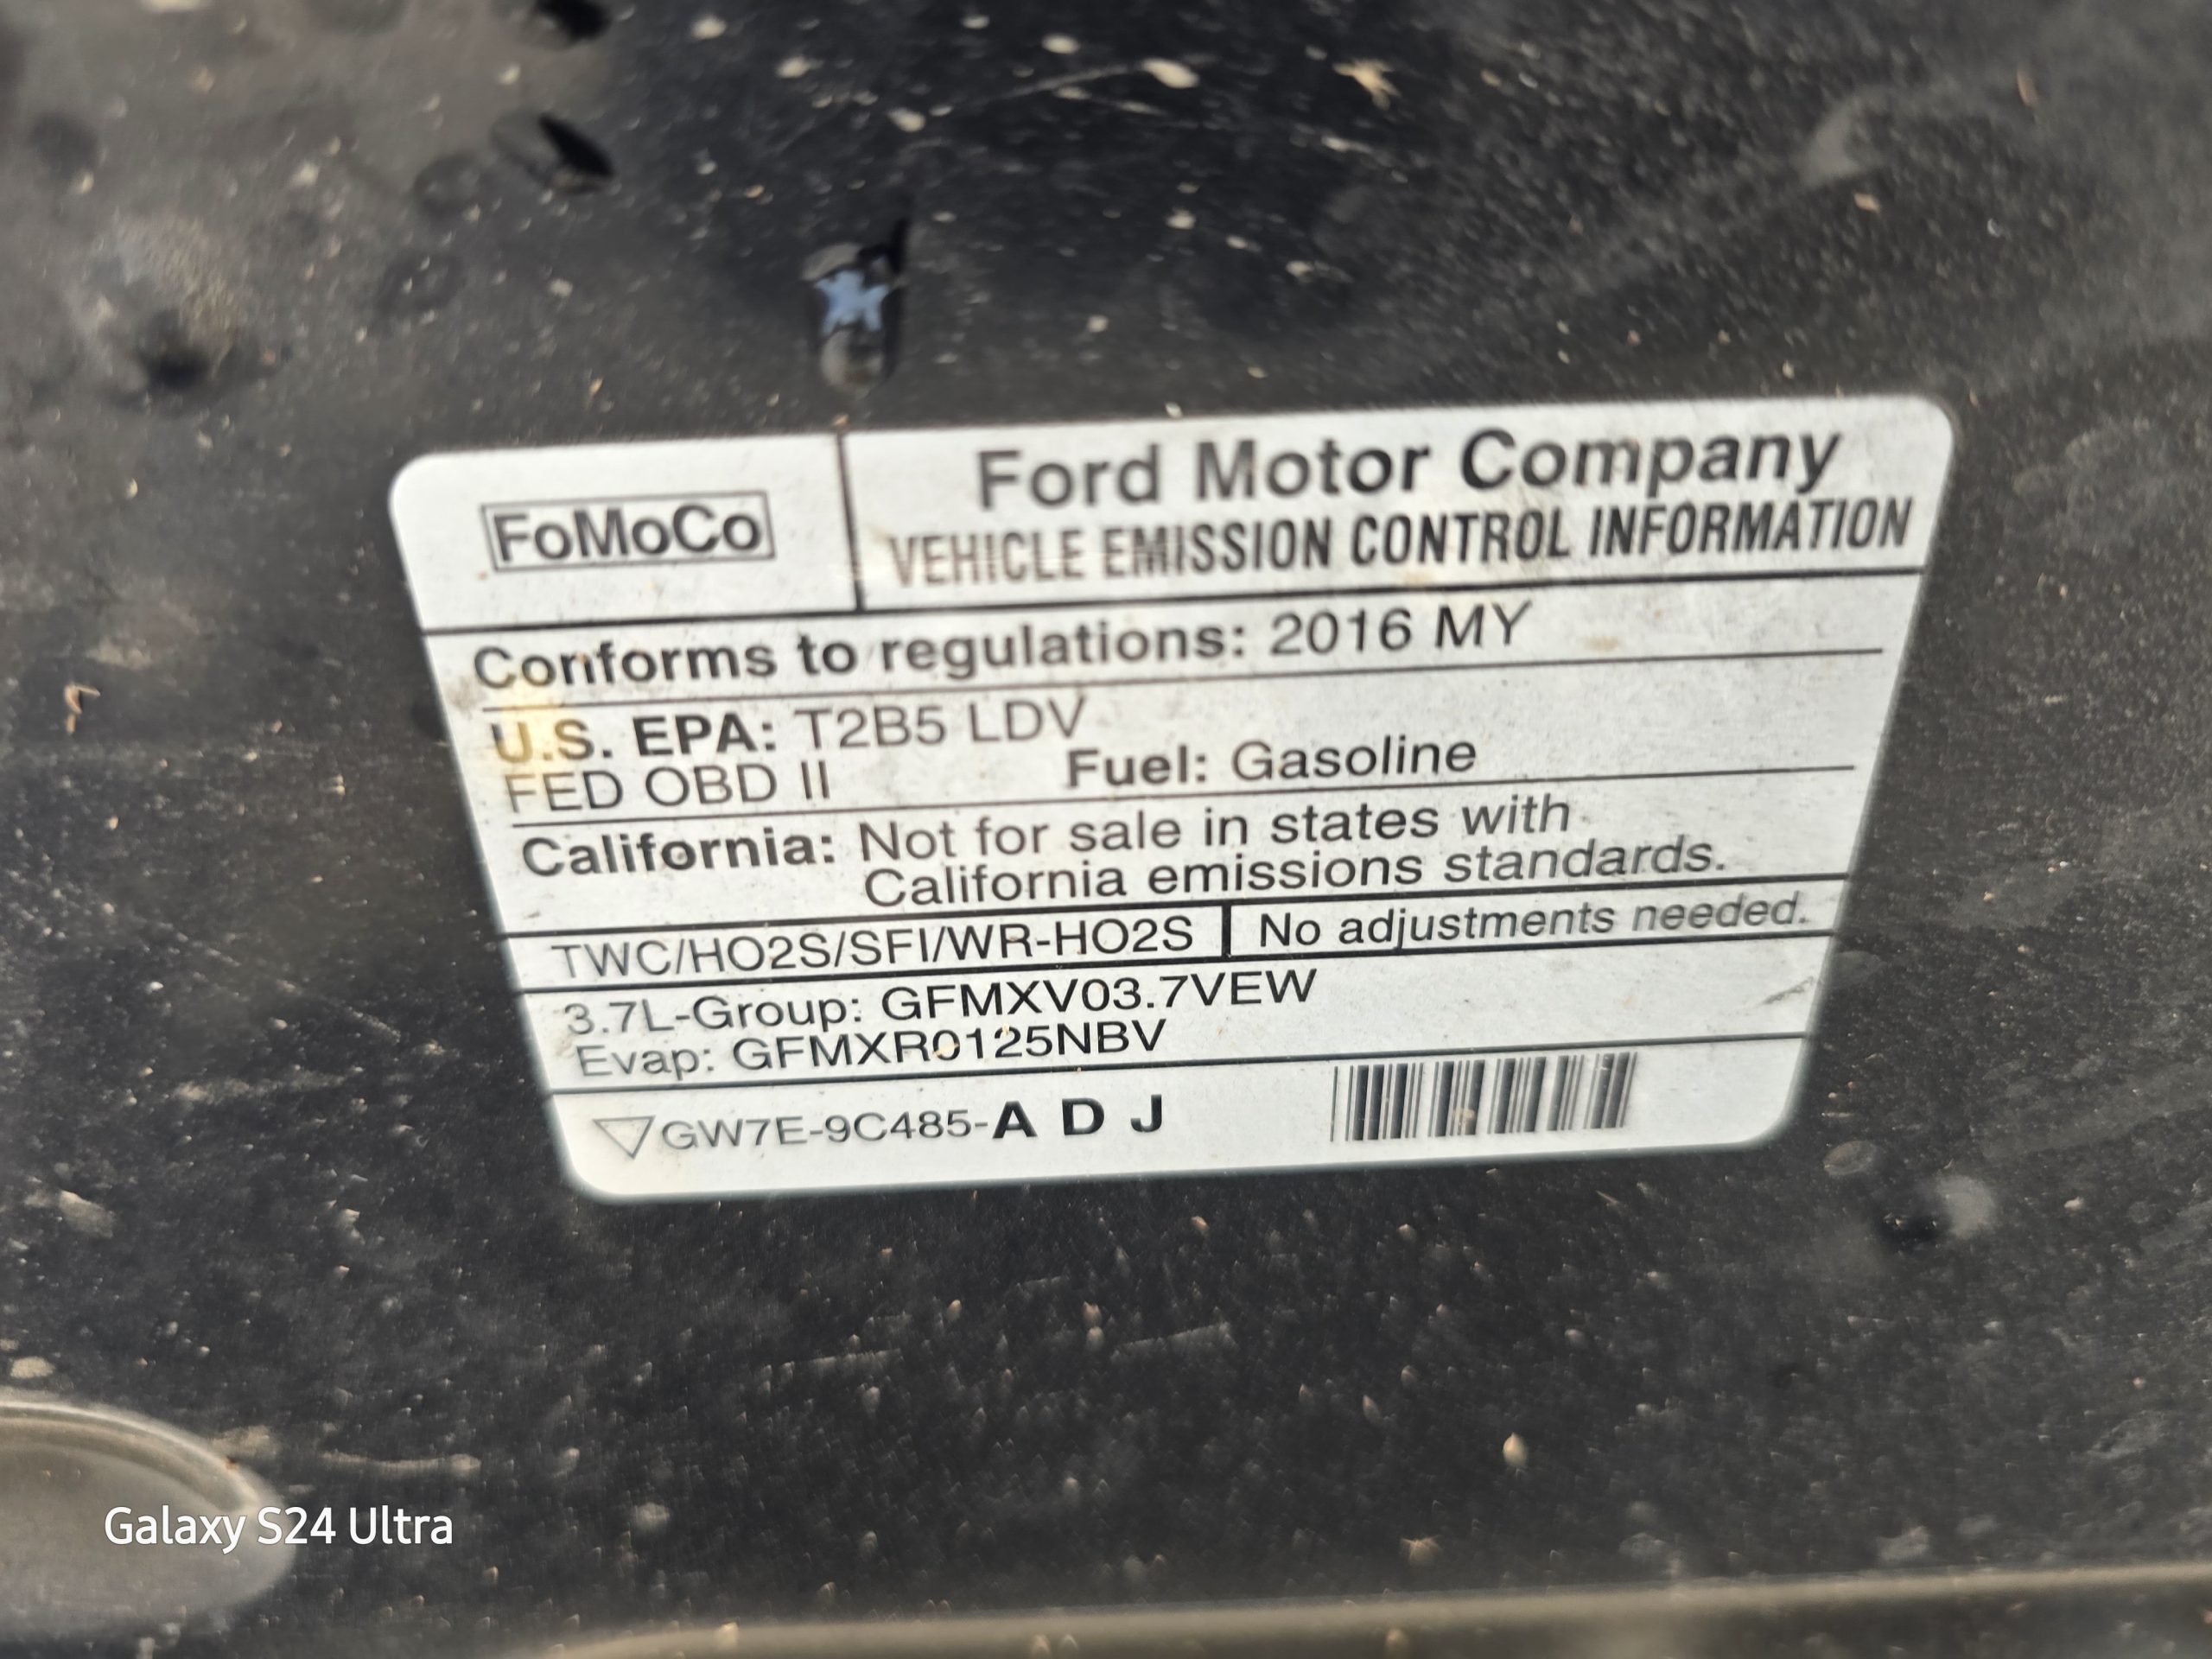 FoMoCo
Ford Motor Company
VEHICLE EMISSION CONTROL INFORMATION
Conforms to regulations: 2016 MY
U.S. EPA: T2B5 LDV
FED OBD II Fuel: Gasoline
California: Not for sale in states with
California emissions standards.
TWC/HO2S/SFI/WR-HO2S No adjustments needed.
3.7L-Group: GFMXV03.7VEW
Evap: GFMXR0125NBV
GW7E-9C485-A D J
Galaxy S24 Ultra